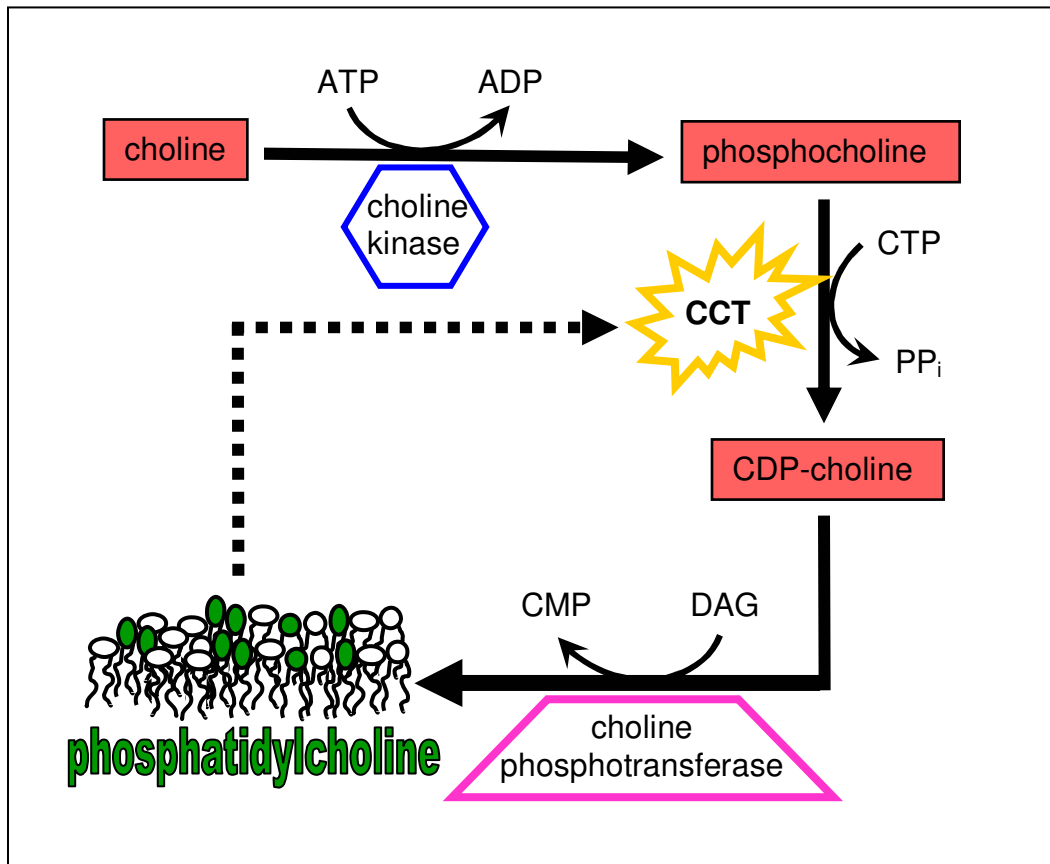 ATP
ADP
choline
phosphocholine
choline
kinase
CTP
CCT
PPi
CDP-choline
CMP
DAG
phosphatidylcholine
choline
phosphotransferase